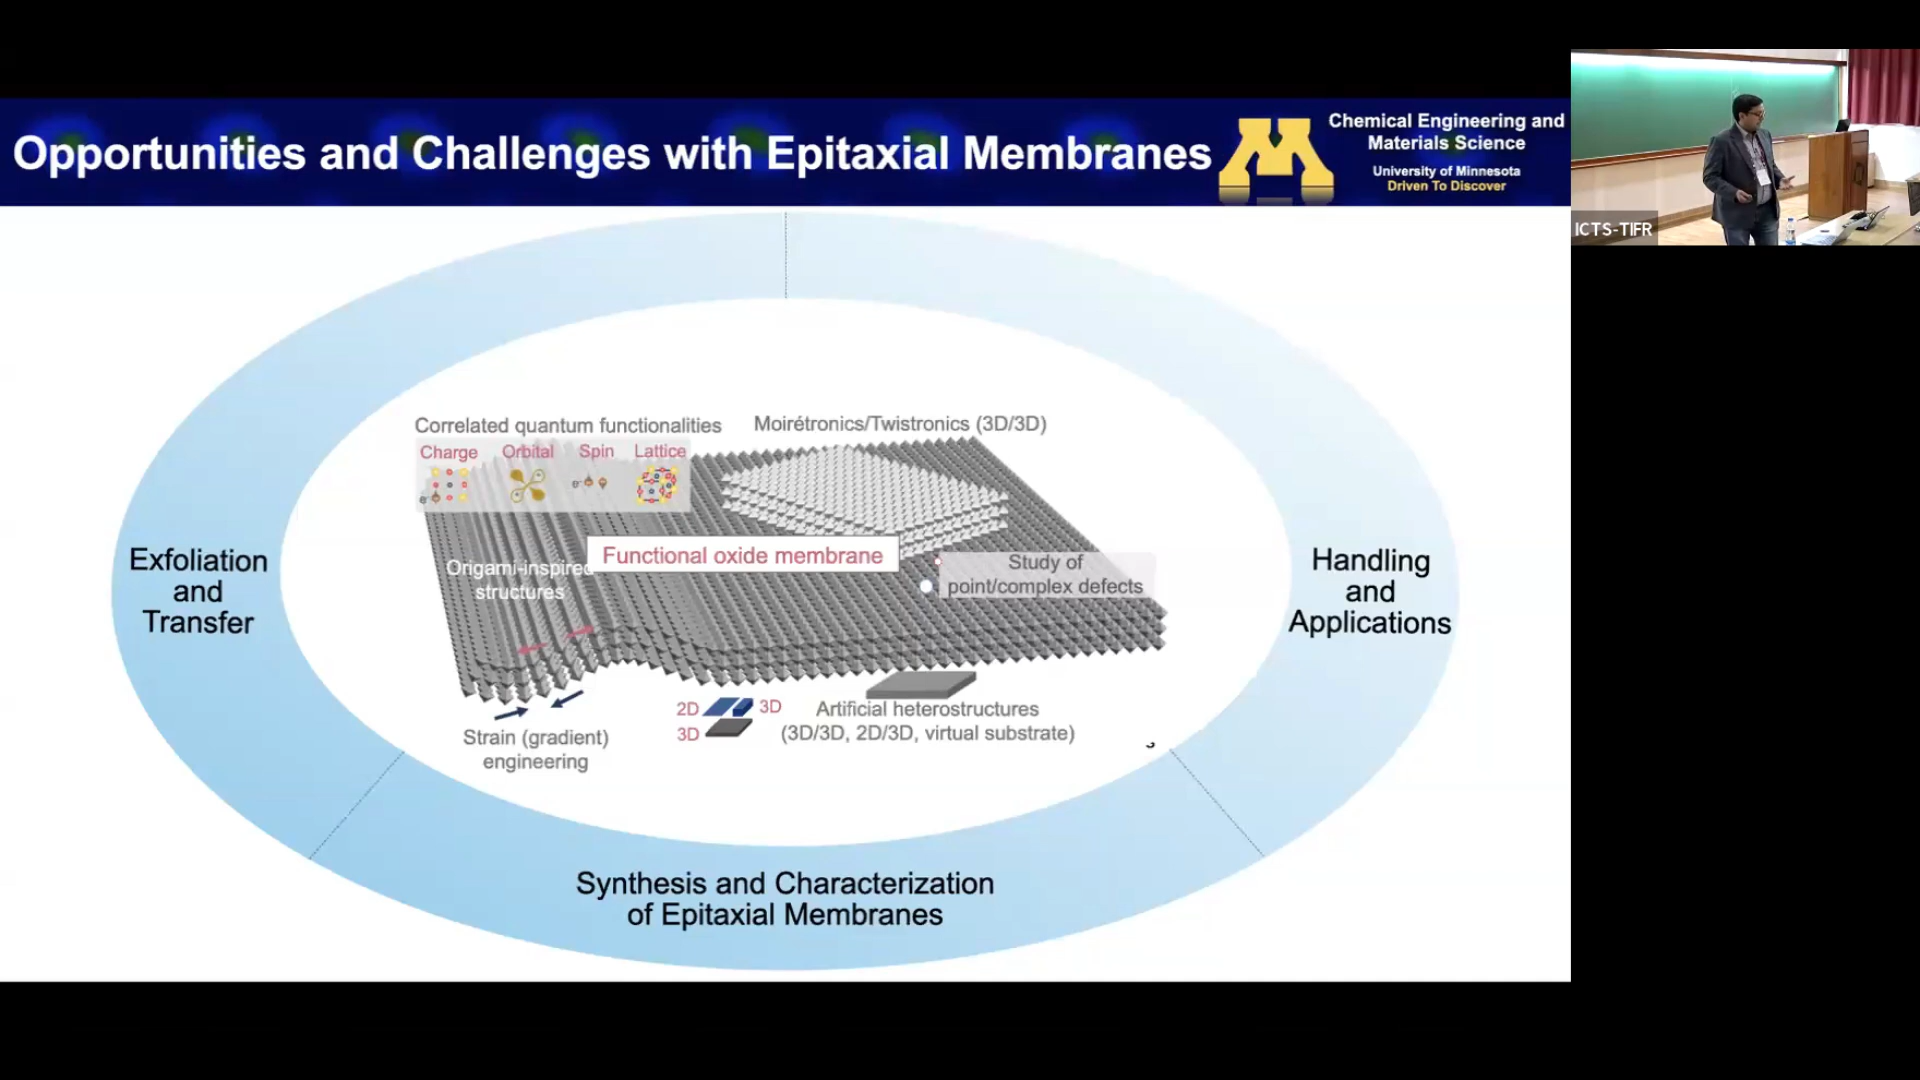 Opportunities and Challenges with Epitaxial Membranes
Chemical Engineering and
Materials Science
University of Minnesota
Driven To Discover
ICTS-TIFR
Correlated quantum functionalities
Charge Orbital Spin Lattice
e-
e-
Moirétronics/Twistronics (3D/3D)
Functional oxide membrane
Origami-inspired
structures
Study of
point/complex defects
Exfoliation
and
Transfer
Handling
and
Applications
2D 3D
3D
Artificial heterostructures
(3D/3D, 2D/3D, virtual substrate)
Strain (gradient)
engineering
Synthesis and Characterization
of Epitaxial Membranes